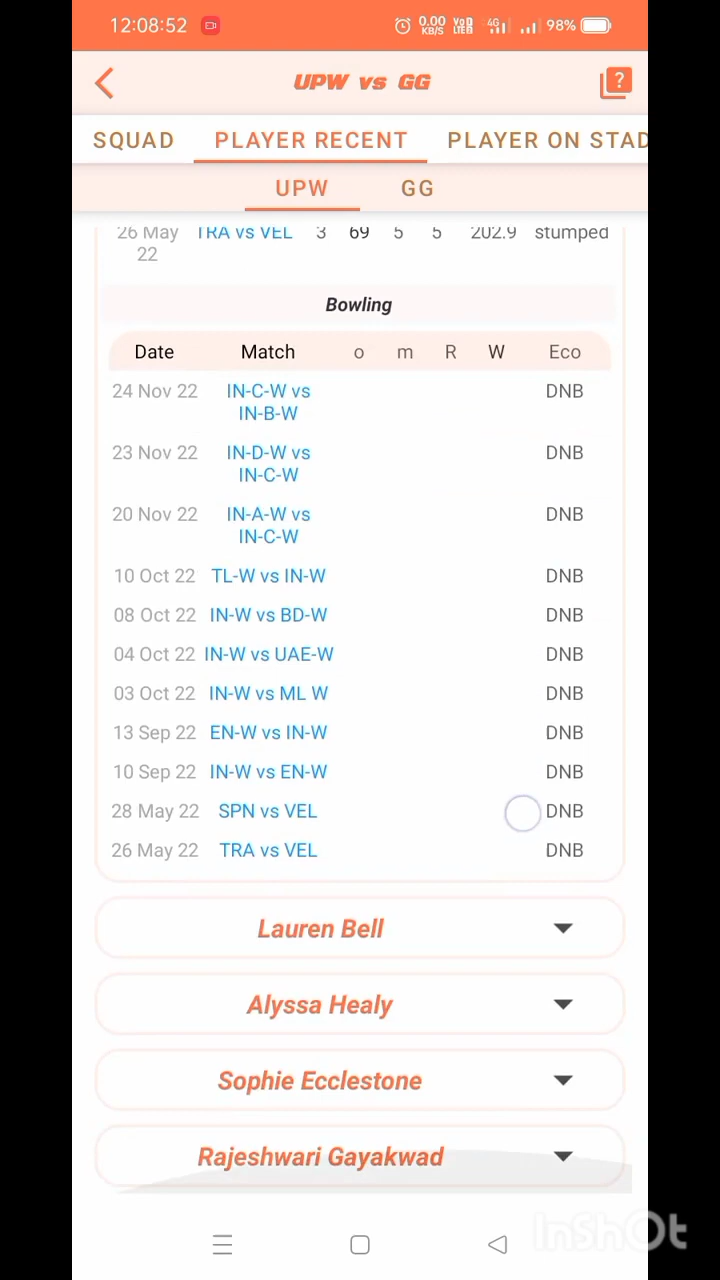 12:08:52 0.00 KB/S VoD LTED 4G 98%
UPW vs GG ?
SQUAD PLAYER RECENT PLAYER ON STAD
UPW GG
26 May 22 TRA vs VEL 3 69 5 5 202.9 stumped
Bowling
Date Match o m R W Eco
24 Nov 22 IN-C-W vs IN-B-W DNB
23 Nov 22 IN-D-W vs IN-C-W DNB
20 Nov 22 IN-A-W vs IN-C-W DNB
10 Oct 22 TL-W vs IN-W DNB
08 Oct 22 IN-W vs BD-W DNB
04 Oct 22 IN-W vs UAE-W DNB
03 Oct 22 IN-W vs ML W DNB
13 Sep 22 EN-W vs IN-W DNB
10 Sep 22 IN-W vs EN-W DNB
28 May 22 SPN vs VEL DNB
26 May 22 TRA vs VEL DNB
Lauren Bell
Alyssa Healy
Sophie Ecclestone
Rajeshwari Gayakwad
InShOt